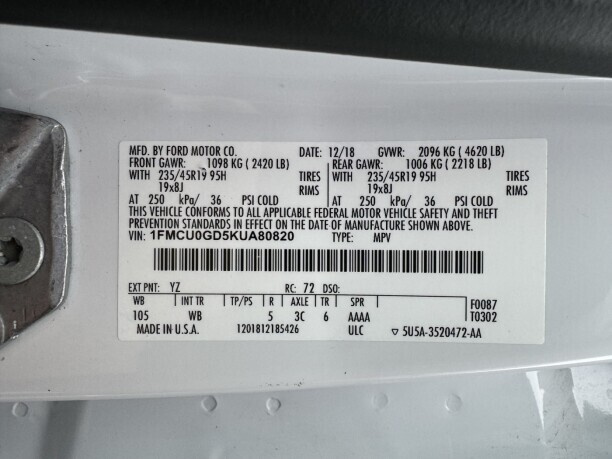 MFD. BY FORD MOTOR CO. DATE: 12/18 GVWR: 2096 KG ( 4620 LB)
FRONT GAWR: 1098 KG ( 2420 LB) REAR GAWR: 1006 KG ( 2218 LB)
WITH 235/45R19 95H TIRES WITH 235/45R19 95H TIRES
19x8J RIMS 19x8J RIMS
AT 250 kPa/ 36 PSI COLD AT 250 kPa/ 36 PSI COLD
THIS VEHICLE CONFORMS TO ALL APPLICABLE FEDERAL MOTOR VEHICLE SAFETY AND THEFT
PREVENTION STANDARDS IN EFFECT ON THE DATE OF MANUFACTURE SHOWN ABOVE.
VIN: 1FMCU0GD5KUA80820 TYPE: MPV
EXT PNT: YZ RC: 72 DSO:
WB INT TR TP/PS R AXLE TR SPR F0087
105 WB 5 3C 6 AAAA T0302
MADE IN U.S.A. 1201812185426 ULC ▽ 5U5A-3520472-AA